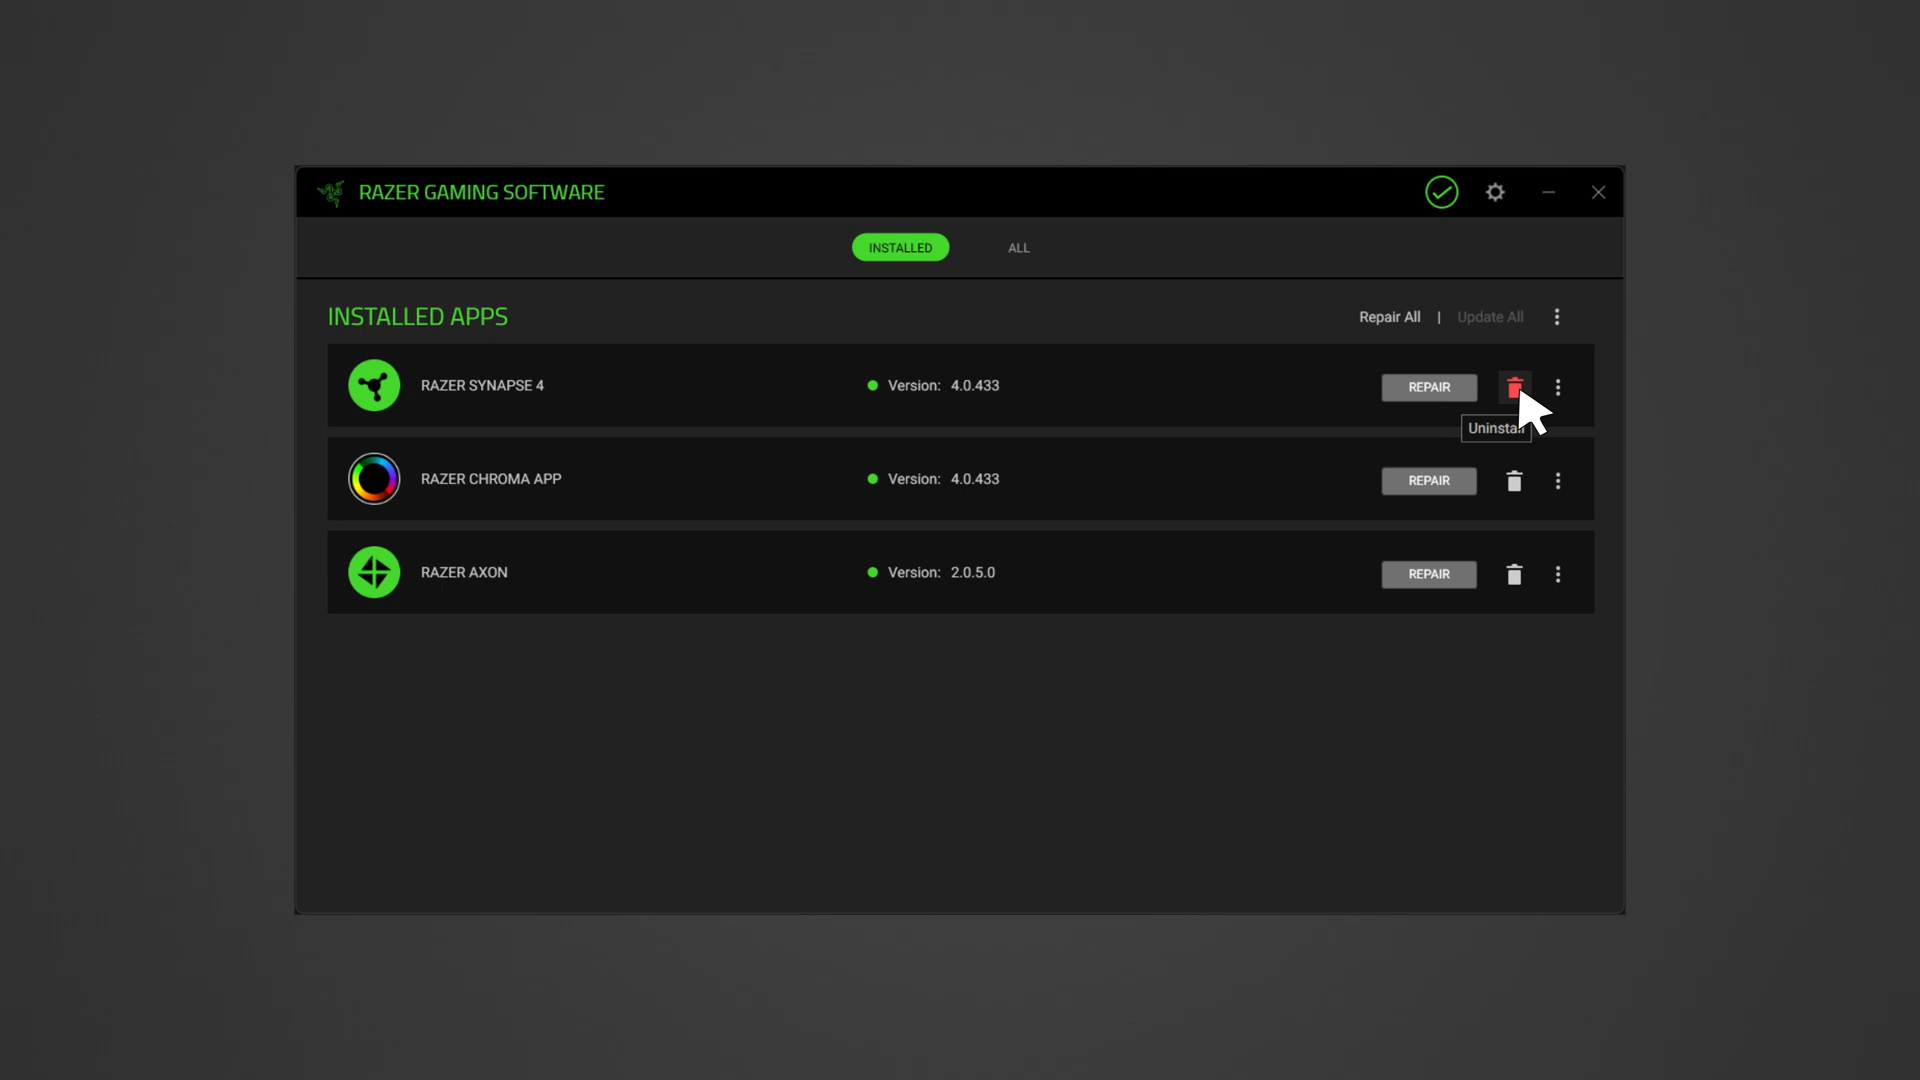 RAZER GAMING SOFTWARE
INSTALLED ALL
INSTALLED APPS Repair All | Update All
RAZER SYNAPSE 4 Version: 4.0.433 REPAIR
Uninstall
RAZER CHROMA APP Version: 4.0.433 REPAIR
RAZER AXON Version: 2.0.5.0 REPAIR